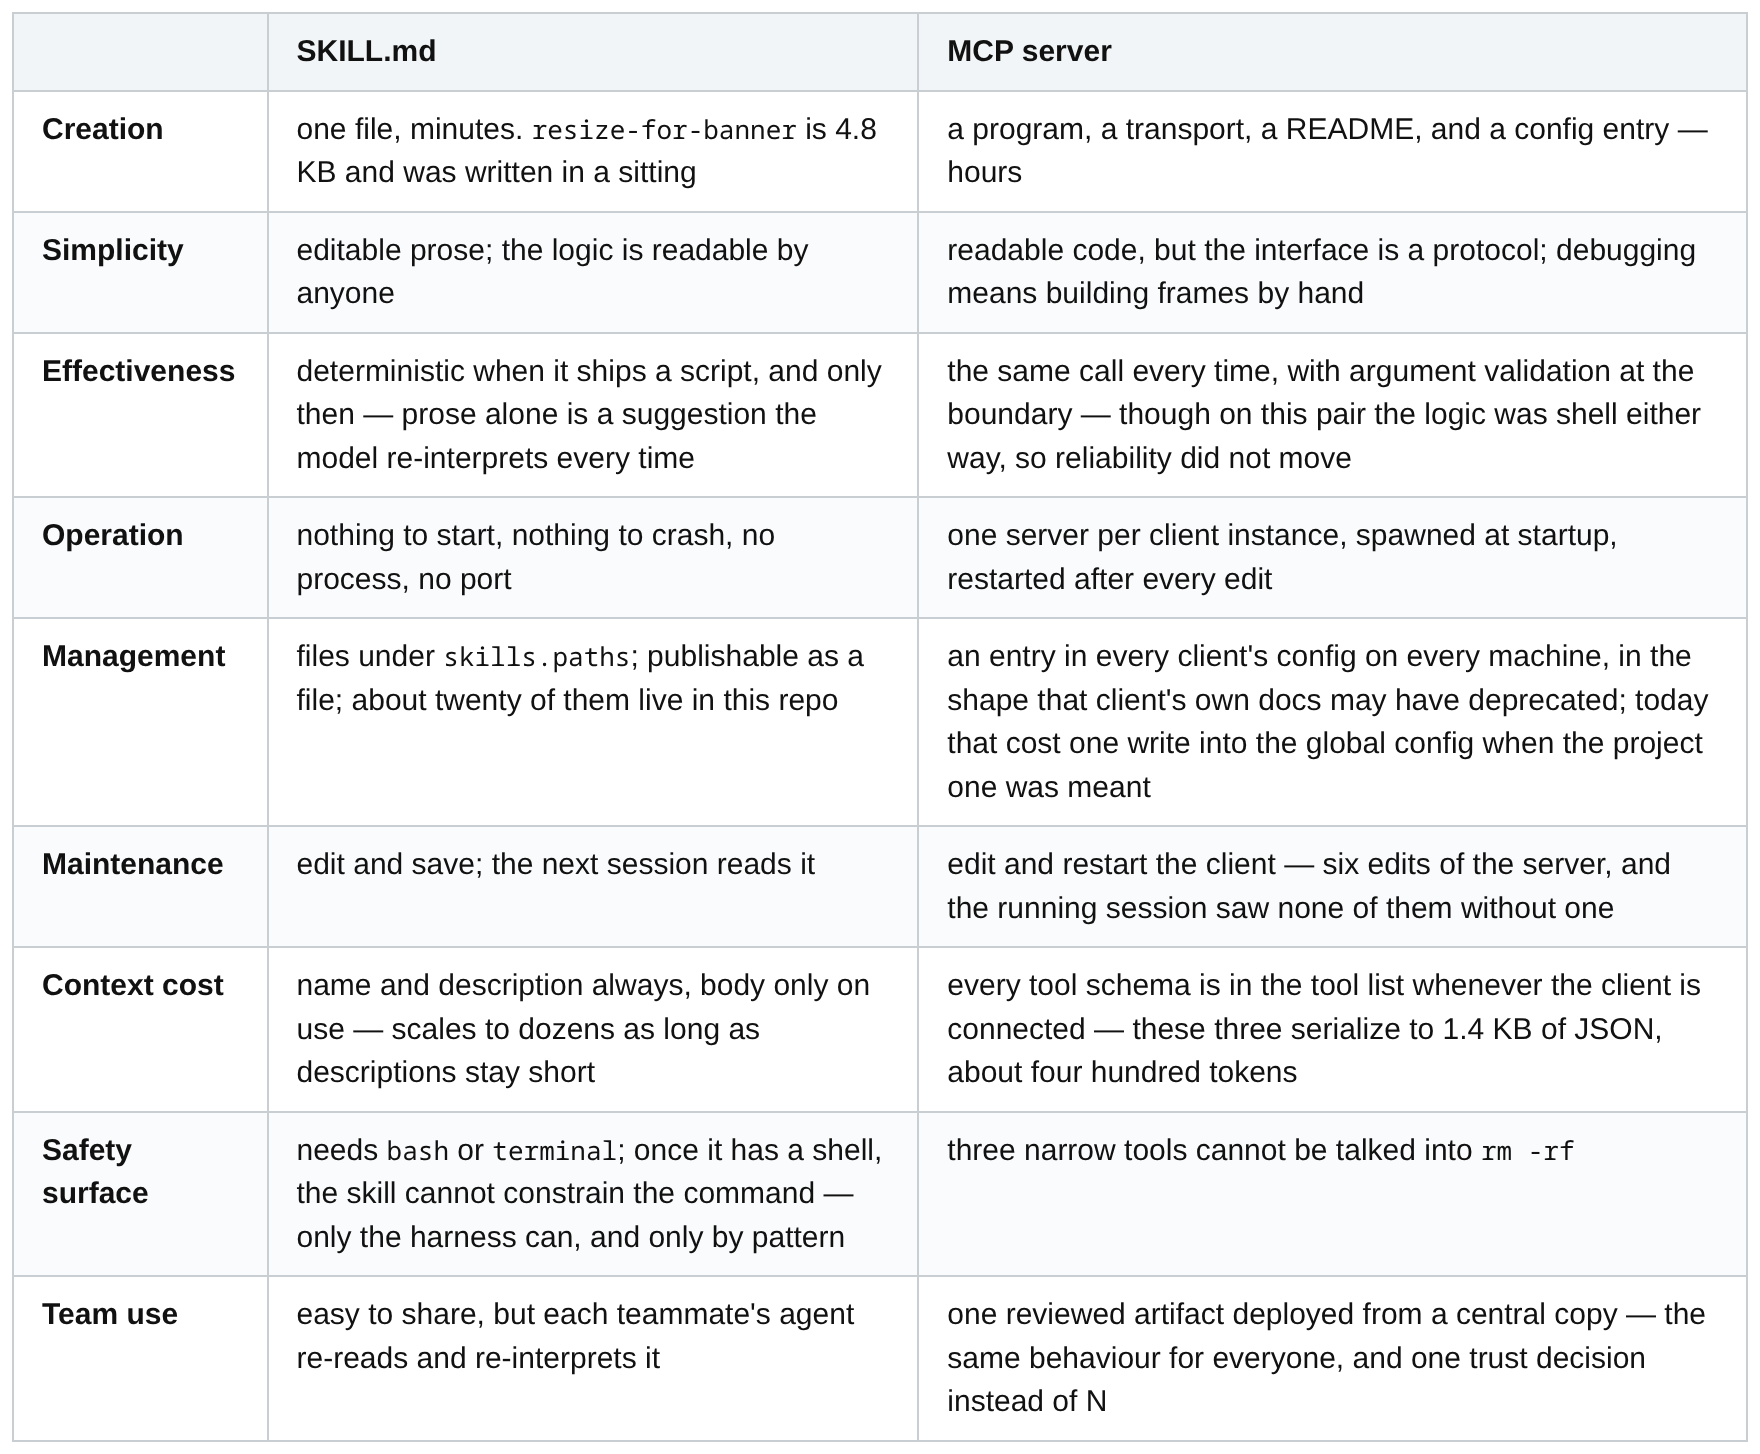 SKILL.md
MCP server
Creation
one file, minutes. resize-for-banner is 4.8
KB and was written in a sitting
a program, a transport, a README, and a config entry —
hours
Simplicity
editable prose; the logic is readable by
anyone
readable code, but the interface is a protocol; debugging
means building frames by hand
Effectiveness
deterministic when it ships a script, and only
then — prose alone is a suggestion the
model re-interprets every time
the same call every time, with argument validation at the
boundary — though on this pair the logic was shell either
way, so reliability did not move
Operation
nothing to start, nothing to crash, no
process, no port
one server per client instance, spawned at startup,
restarted after every edit
Management
files under skills.paths; publishable as a
file; about twenty of them live in this repo
an entry in every client's config on every machine, in the
shape that client's own docs may have deprecated; today
that cost one write into the global config when the project
one was meant
Maintenance
edit and save; the next session reads it
edit and restart the client — six edits of the server, and
the running session saw none of them without one
Context cost
name and description always, body only on
use — scales to dozens as long as
descriptions stay short
every tool schema is in the tool list whenever the client is
connected — these three serialize to 1.4 KB of JSON,
about four hundred tokens
Safety
surface
needs bash or terminal; once it has a shell,
the skill cannot constrain the command —
only the harness can, and only by pattern
three narrow tools cannot be talked into rm -rf
Team use
easy to share, but each teammate's agent
re-reads and re-interprets it
one reviewed artifact deployed from a central copy — the
same behaviour for everyone, and one trust decision
instead of N